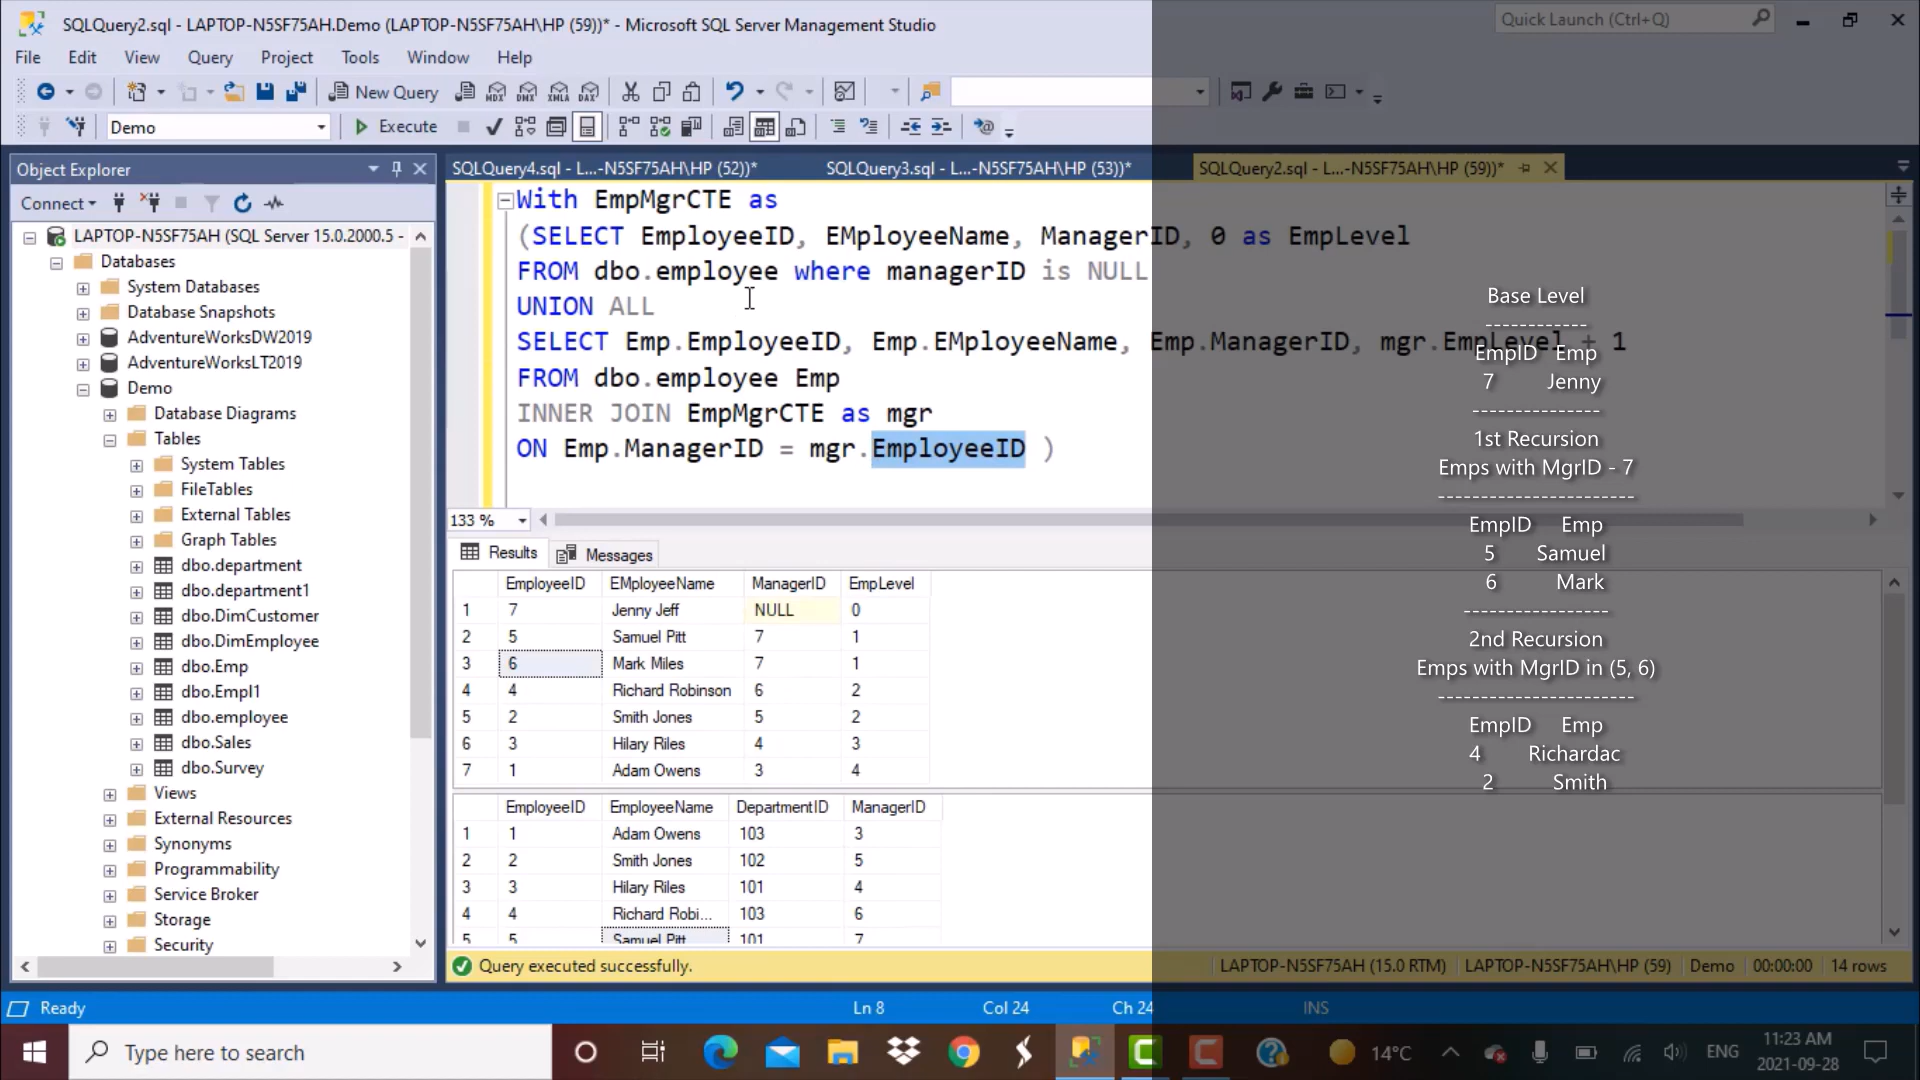 SQLQuery2.sql - LAPTOP-N5SF75AH.Demo (LAPTOP-N5SF75AH\HP (59))* - Microsoft SQL Server Management Studio
Quick Launch (Ctrl+Q)
File Edit View Query Project Tools Window Help
New Query
MDX DMX XMLA DAX
Demo
Execute
Object Explorer
Connect
LAPTOP-N5SF75AH (SQL Server 15.0.2000.5 -
Databases
System Databases
Database Snapshots
AdventureWorksDW2019
AdventureWorksLT2019
Demo
Database Diagrams
Tables
System Tables
FileTables
External Tables
Graph Tables
dbo.department
dbo.department1
dbo.DimCustomer
dbo.DimEmployee
dbo.Emp
dbo.Empl1
dbo.employee
dbo.Sales
dbo.Survey
Views
External Resources
Synonyms
Programmability
Service Broker
Storage
Security
SQLQuery4.sql - L...-N5SF75AH\HP (52))*
SQLQuery3.sql - L...-N5SF75AH\HP (53))*
SQLQuery2.sql - L...-N5SF75AH\HP (59))*
With EmpMgrCTE as
(SELECT EmployeeID, EMployeeName, ManagerID, 0 as EmpLevel
FROM dbo.employee where managerID is NULL
UNION ALL
SELECT Emp.EmployeeID, Emp.EMployeeName, Emp.ManagerID, mgr.EmpLevel + 1
FROM dbo.employee Emp
INNER JOIN EmpMgrCTE as mgr
ON Emp.ManagerID = mgr.EmployeeID )
133 %
Results Messages
EmployeeID EMployeeName ManagerID EmpLevel
1 7 Jenny Jeff NULL 0
2 5 Samuel Pitt 7 1
3 6 Mark Miles 7 1
4 4 Richard Robinson 6 2
5 2 Smith Jones 5 2
6 3 Hilary Riles 4 3
7 1 Adam Owens 3 4
EmployeeID EmployeeName DepartmentID ManagerID
1 1 Adam Owens 103 3
2 2 Smith Jones 102 5
3 3 Hilary Riles 101 4
4 4 Richard Robi... 103 6
5 5 Samuel Pitt 101 7
Base Level
------------
EmpID Emp
7 Jenny
---------------
1st Recursion
Emps with MgrID - 7
-----------------------
EmpID Emp
5 Samuel
6 Mark
-----------------
2nd Recursion
Emps with MgrID in (5, 6)
-----------------------
EmpID Emp
4 Richardac
2 Smith
Query executed successfully.
LAPTOP-N5SF75AH (15.0 RTM) LAPTOP-N5SF75AH\HP (59) Demo 00:00:00 14 rows
Ready Ln 8 Col 24 Ch 24 INS
Type here to search
14°C
ENG
11:23 AM
2021-09-28